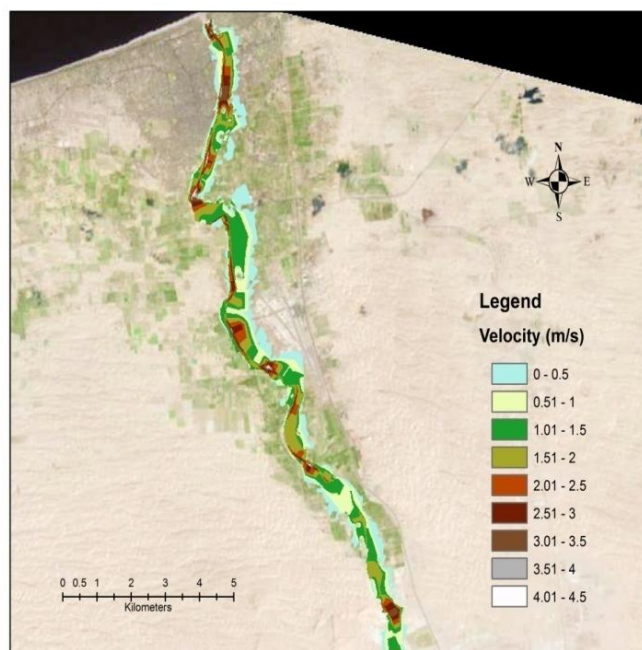 N
W E
S
Legend
Velocity (m/s)
0 - 0.5
0.51 - 1
1.01 - 1.5
1.51 - 2
2.01 - 2.5
2.51 - 3
3.01 - 3.5
3.51 - 4
4.01 - 4.5
0 0.5 1 2 3 4 5
Kilometers